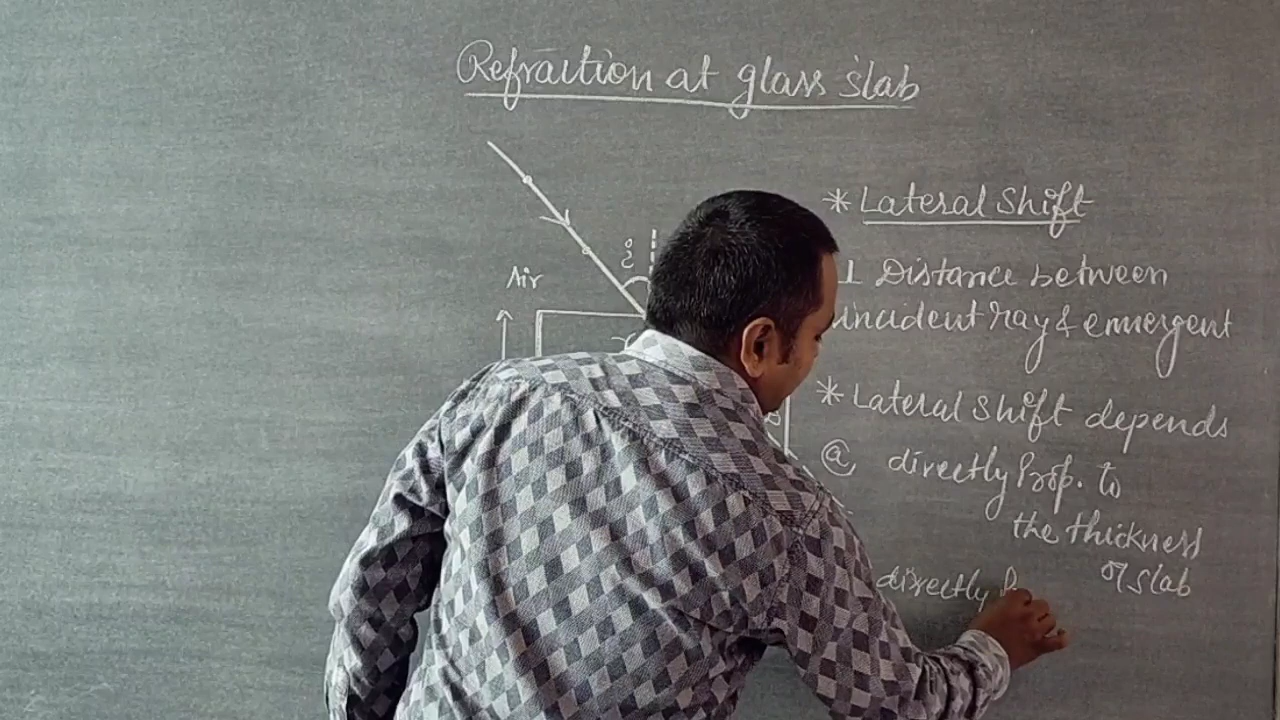 Refraction at glass slab
* Lateral Shift
i
Air
⊥ Distance between
incident ray & emergent
* Lateral Shift depends
B
ⓐ directly Prop. to
the thickness
of slab
directly P